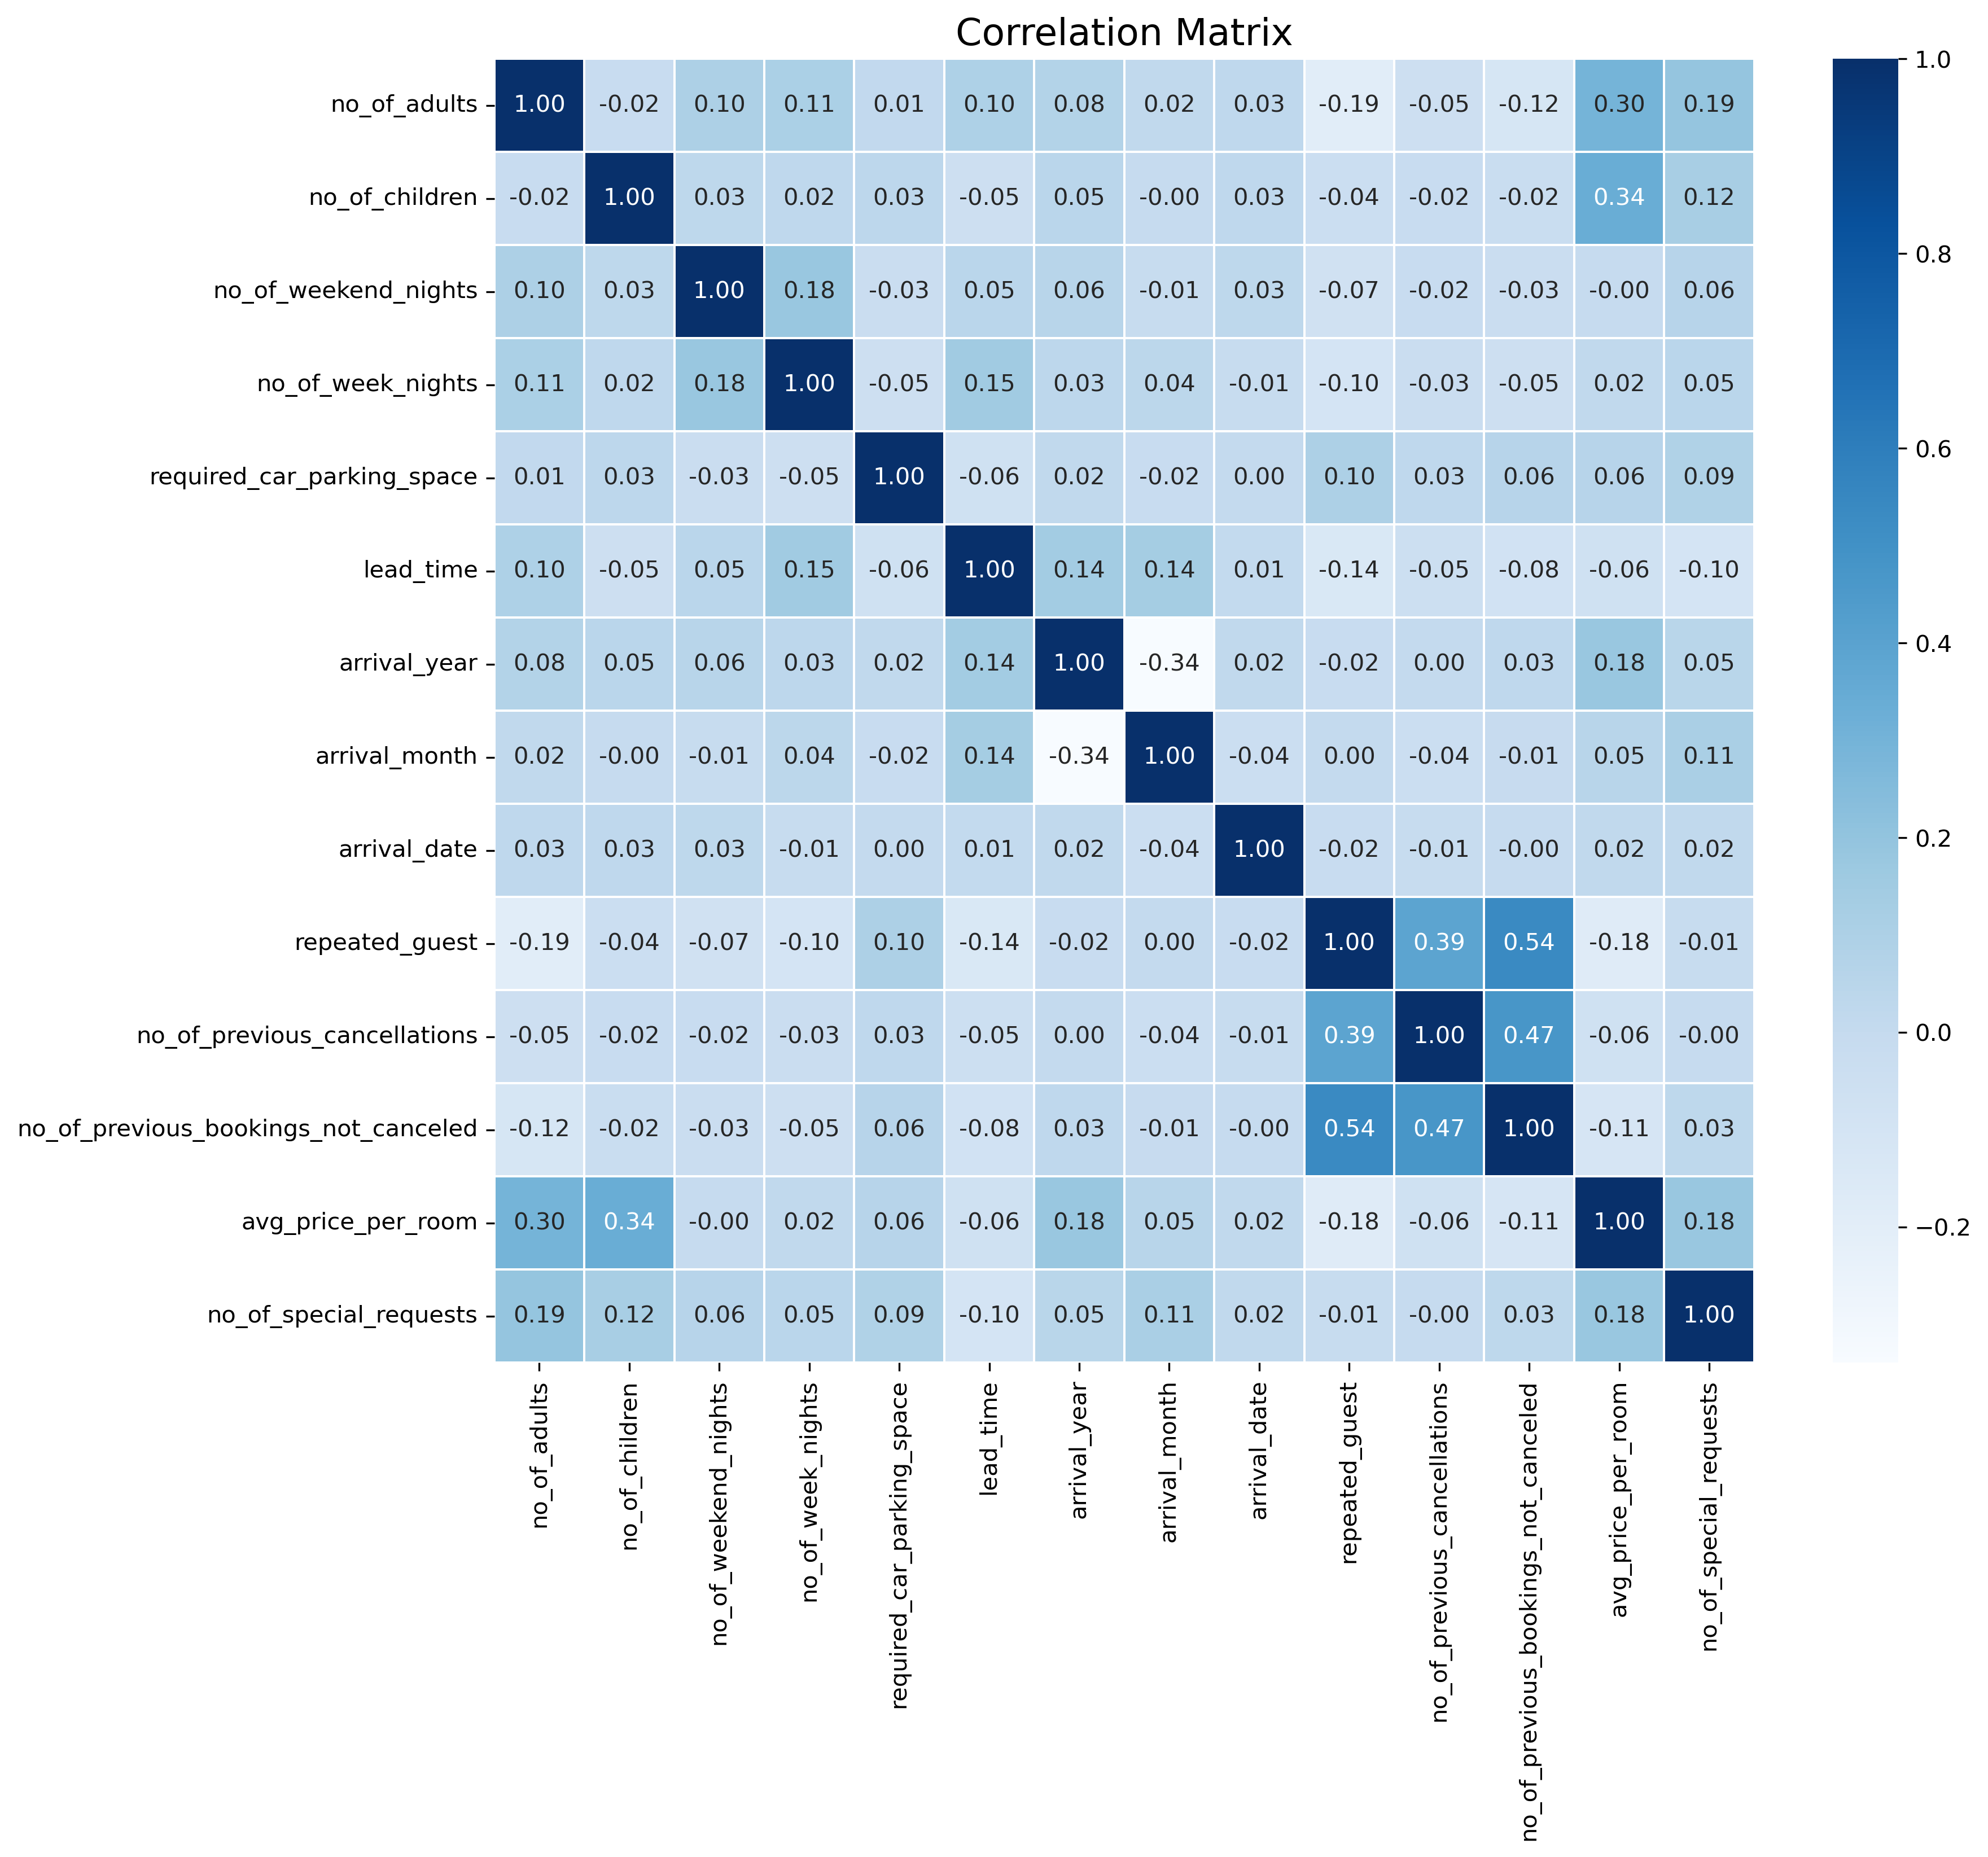 Correlation Matrix
no_of_adults 1.00 -0.02 0.10 0.11 0.01 0.10 0.08 0.02 0.03 -0.19 -0.05 -0.12 0.30 0.19
no_of_children -0.02 1.00 0.03 0.02 0.03 -0.05 0.05 -0.00 0.03 -0.04 -0.02 -0.02 0.34 0.12
no_of_weekend_nights 0.10 0.03 1.00 0.18 -0.03 0.05 0.06 -0.01 0.03 -0.07 -0.02 -0.03 -0.00 0.06
no_of_week_nights 0.11 0.02 0.18 1.00 -0.05 0.15 0.03 0.04 -0.01 -0.10 -0.03 -0.05 0.02 0.05
required_car_parking_space 0.01 0.03 -0.03 -0.05 1.00 -0.06 0.02 -0.02 0.00 0.10 0.03 0.06 0.06 0.09
lead_time 0.10 -0.05 0.05 0.15 -0.06 1.00 0.14 0.14 0.01 -0.14 -0.05 -0.08 -0.06 -0.10
arrival_year 0.08 0.05 0.06 0.03 0.02 0.14 1.00 -0.34 0.02 -0.02 0.00 0.03 0.18 0.05
arrival_month 0.02 -0.00 -0.01 0.04 -0.02 0.14 -0.34 1.00 -0.04 0.00 -0.04 -0.01 0.05 0.11
arrival_date 0.03 0.03 0.03 -0.01 0.00 0.01 0.02 -0.04 1.00 -0.02 -0.01 -0.00 0.02 0.02
repeated_guest -0.19 -0.04 -0.07 -0.10 0.10 -0.14 -0.02 0.00 -0.02 1.00 0.39 0.54 -0.18 -0.01
no_of_previous_cancellations -0.05 -0.02 -0.02 -0.03 0.03 -0.05 0.00 -0.04 -0.01 0.39 1.00 0.47 -0.06 -0.00
no_of_previous_bookings_not_canceled -0.12 -0.02 -0.03 -0.05 0.06 -0.08 0.03 -0.01 -0.00 0.54 0.47 1.00 -0.11 0.03
avg_price_per_room 0.30 0.34 -0.00 0.02 0.06 -0.06 0.18 0.05 0.02 -0.18 -0.06 -0.11 1.00 0.18
no_of_special_requests 0.19 0.12 0.06 0.05 0.09 -0.10 0.05 0.11 0.02 -0.01 -0.00 0.03 0.18 1.00
no_of_adults
no_of_children
no_of_weekend_nights
no_of_week_nights
required_car_parking_space
lead_time
arrival_year
arrival_month
arrival_date
repeated_guest
no_of_previous_cancellations
no_of_previous_bookings_not_canceled
avg_price_per_room
no_of_special_requests
1.0
0.8
0.6
0.4
0.2
0.0
−0.2